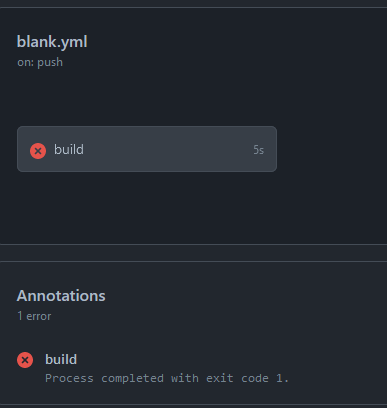 blank.yml
on: push
build 5s
Annotations
1 error
build
Process completed with exit code 1.